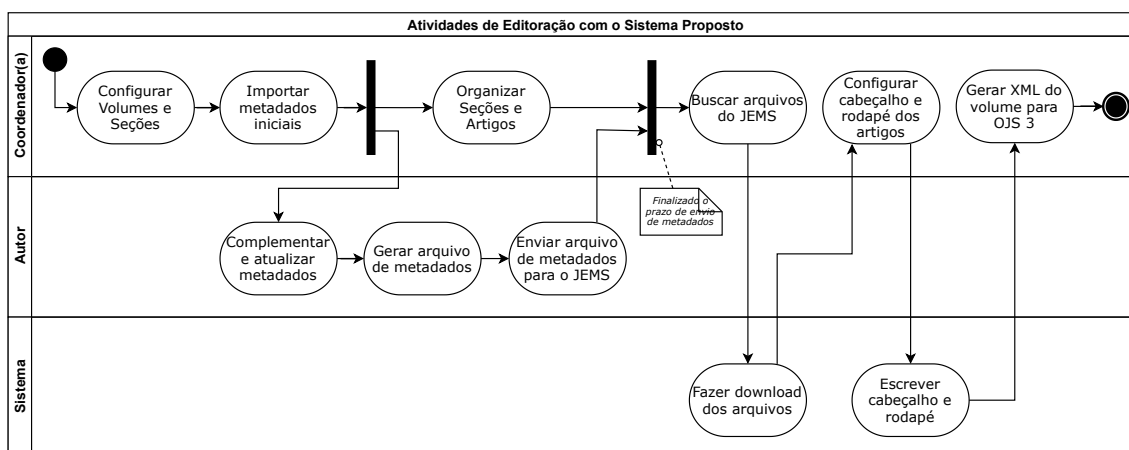 Atividades de Editoração com o Sistema Proposto
Coordenador(a)
Configurar
Volumes e
Seções
Importar
metadados
iniciais
Organizar
Seções e
Artigos
Buscar arquivos
do JEMS
Configurar
cabeçalho e
rodapé dos
artigos
Gerar XML do
volume para
OJS 3
Finalizado o
prazo de envio
de metadados
Autor
Complementar
e atualizar
metadados
Gerar arquivo
de metadados
Enviar arquivo
de metadados
para o JEMS
Sistema
Fazer download
dos arquivos
Escrever
cabeçalho e
rodapé